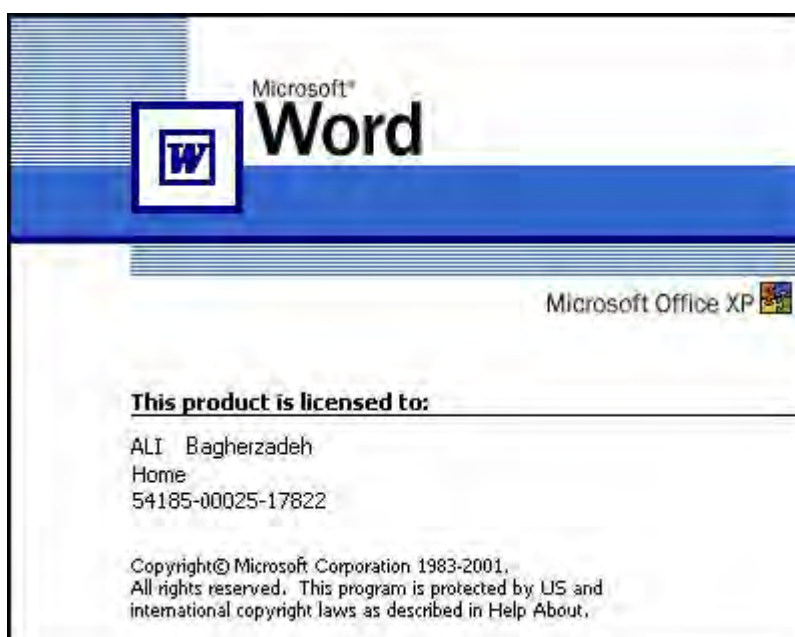 Microsoft®
Word
W
Microsoft Office XP
This product is licensed to:
ALI Bagherzadeh
Home
54185-00025-17822
Copyright© Microsoft Corporation 1983-2001.
All rights reserved. This program is protected by US and
international copyright laws as described in Help About.